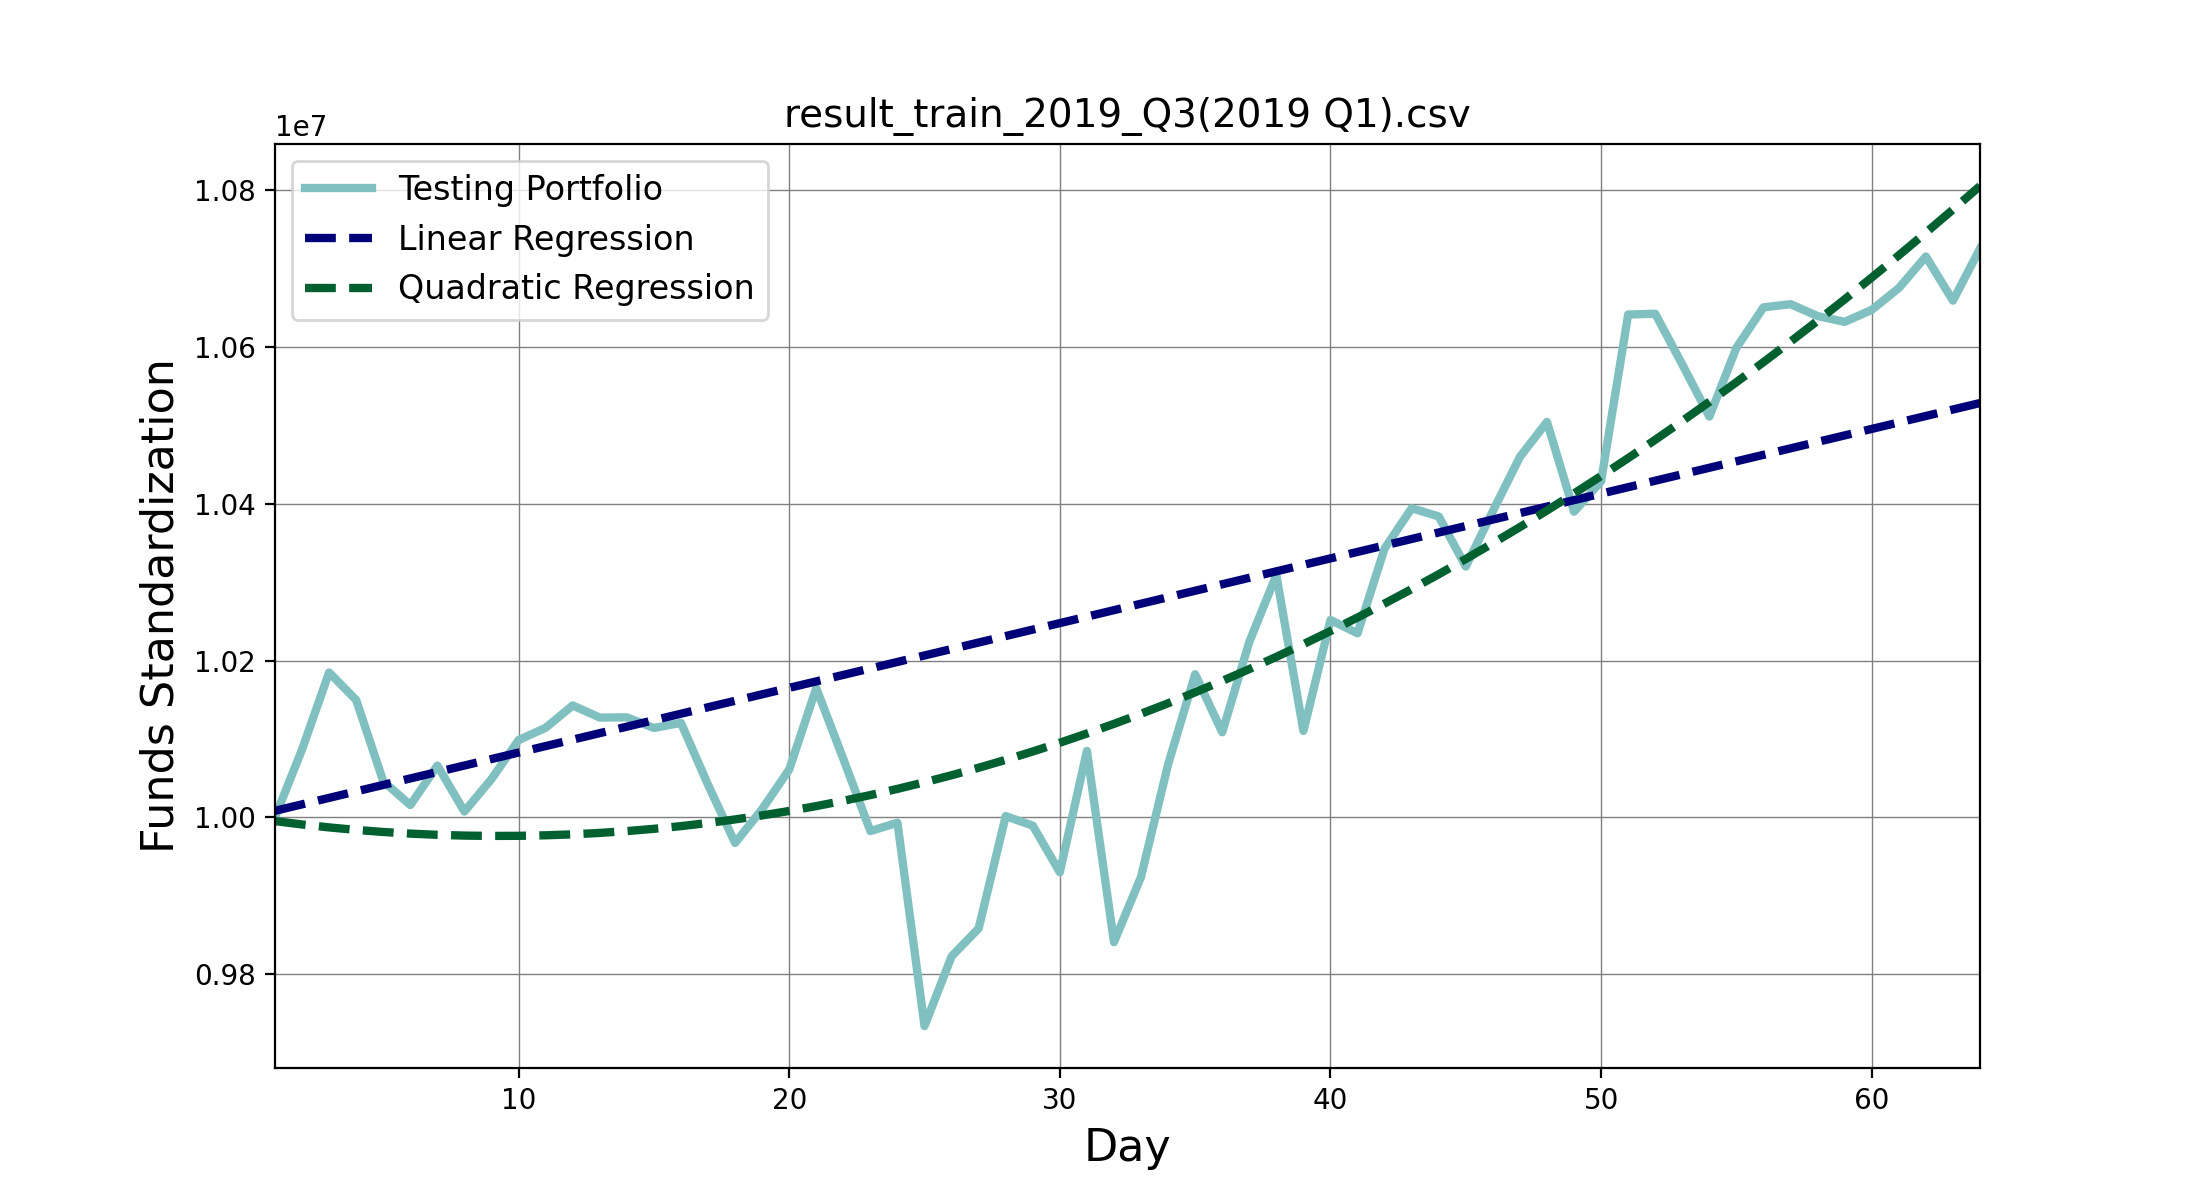 result_train_2019_Q3(2019 Q1).csv
1e7
Testing Portfolio
Linear Regression
Quadratic Regression
1.08
1.06
1.04
1.02
1.00
0.98
Funds Standardization
10 20 30 40 50 60
Day